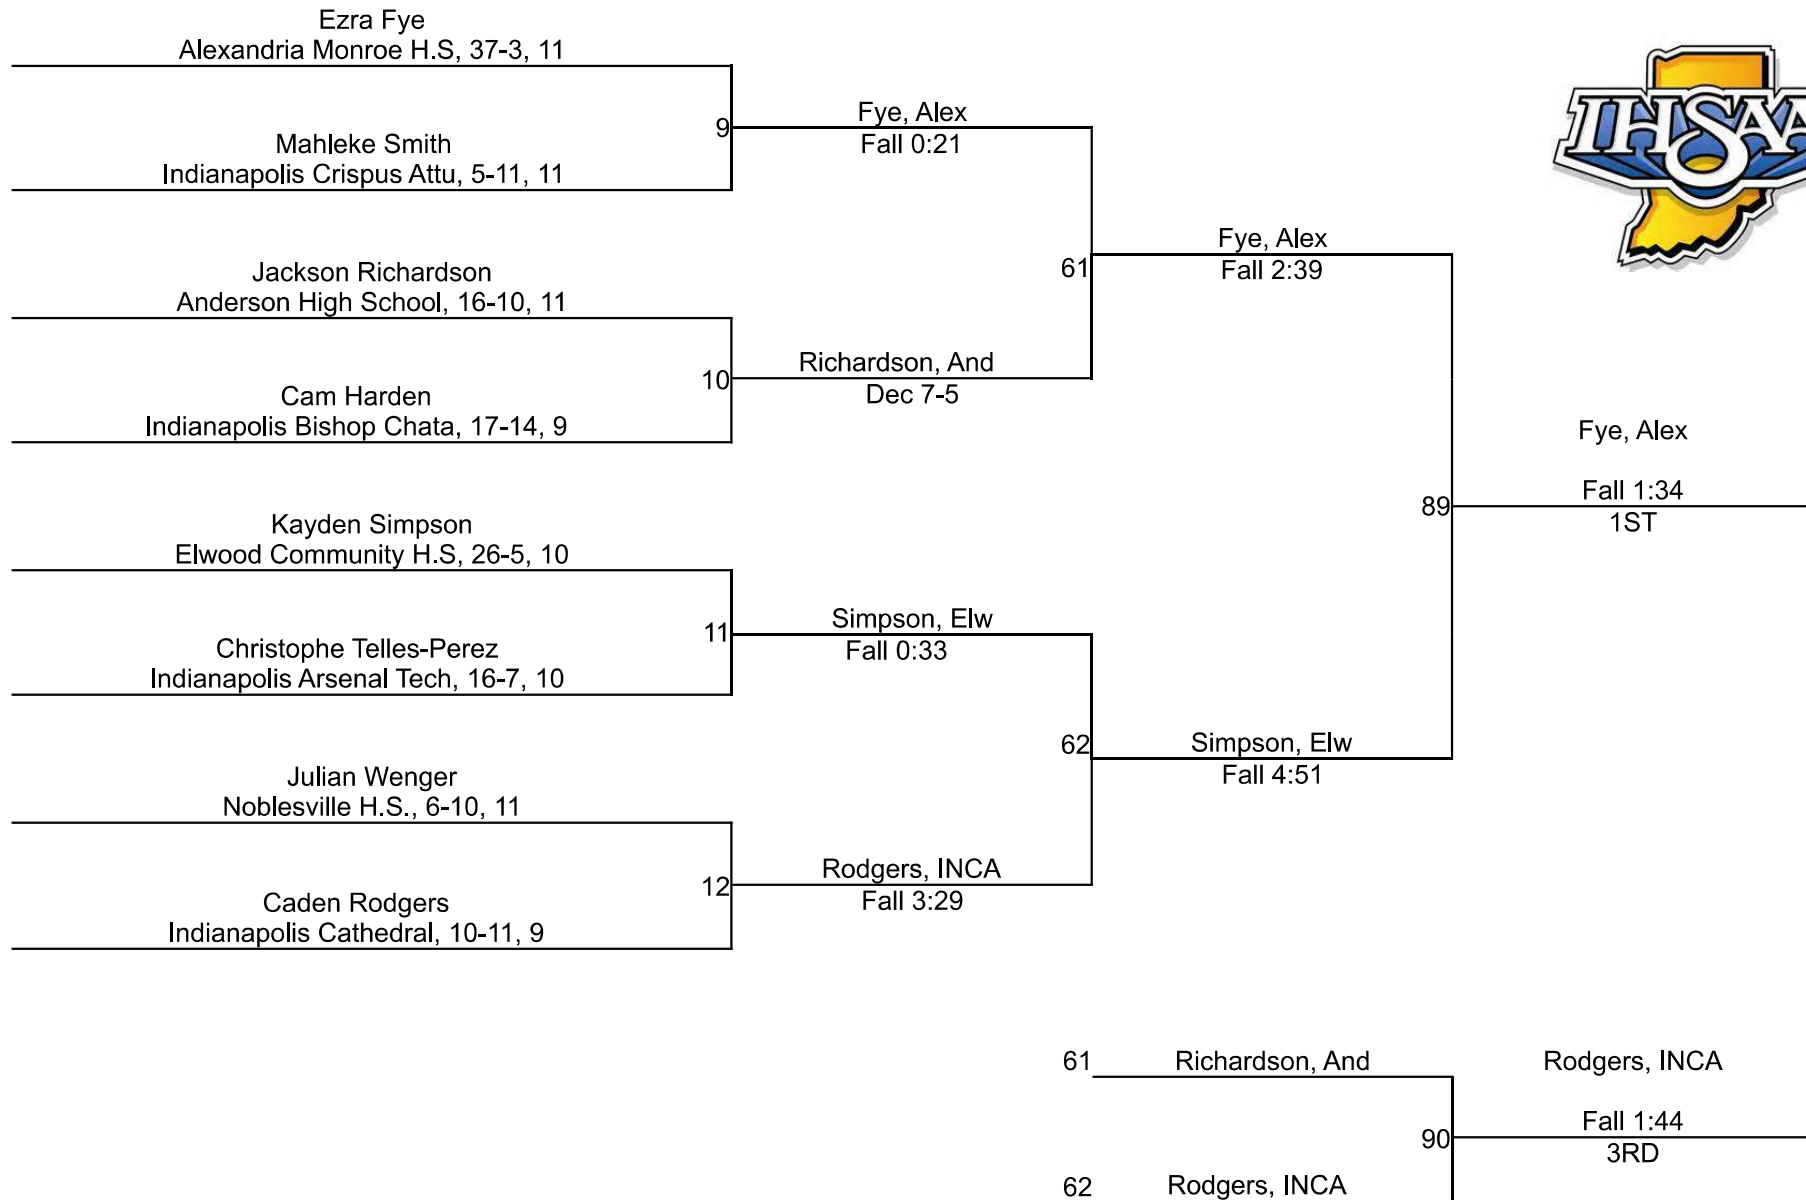 Ezra Fye
Alexandria Monroe H.S, 37-3, 11
9
Fye, Alex
Fall 0:21
Mahleke Smith
Indianapolis Crispus Attu, 5-11, 11
IHSAA
Jackson Richardson
Anderson High School, 16-10, 11
61
Fye, Alex
Fall 2:39
10
Richardson, And
Dec 7-5
Cam Harden
Indianapolis Bishop Chata, 17-14, 9
Fye, Alex
89
Fall 1:34
1ST
Kayden Simpson
Elwood Community H.S, 26-5, 10
11
Simpson, Elw
Fall 0:33
Christophe Telles-Perez
Indianapolis Arsenal Tech, 16-7, 10
62
Simpson, Elw
Fall 4:51
Julian Wenger
Noblesville H.S., 6-10, 11
12
Rodgers, INCA
Fall 3:29
Caden Rodgers
Indianapolis Cathedral, 10-11, 9
61
Richardson, And
Rodgers, INCA
90
Fall 1:44
3RD
62
Rodgers, INCA